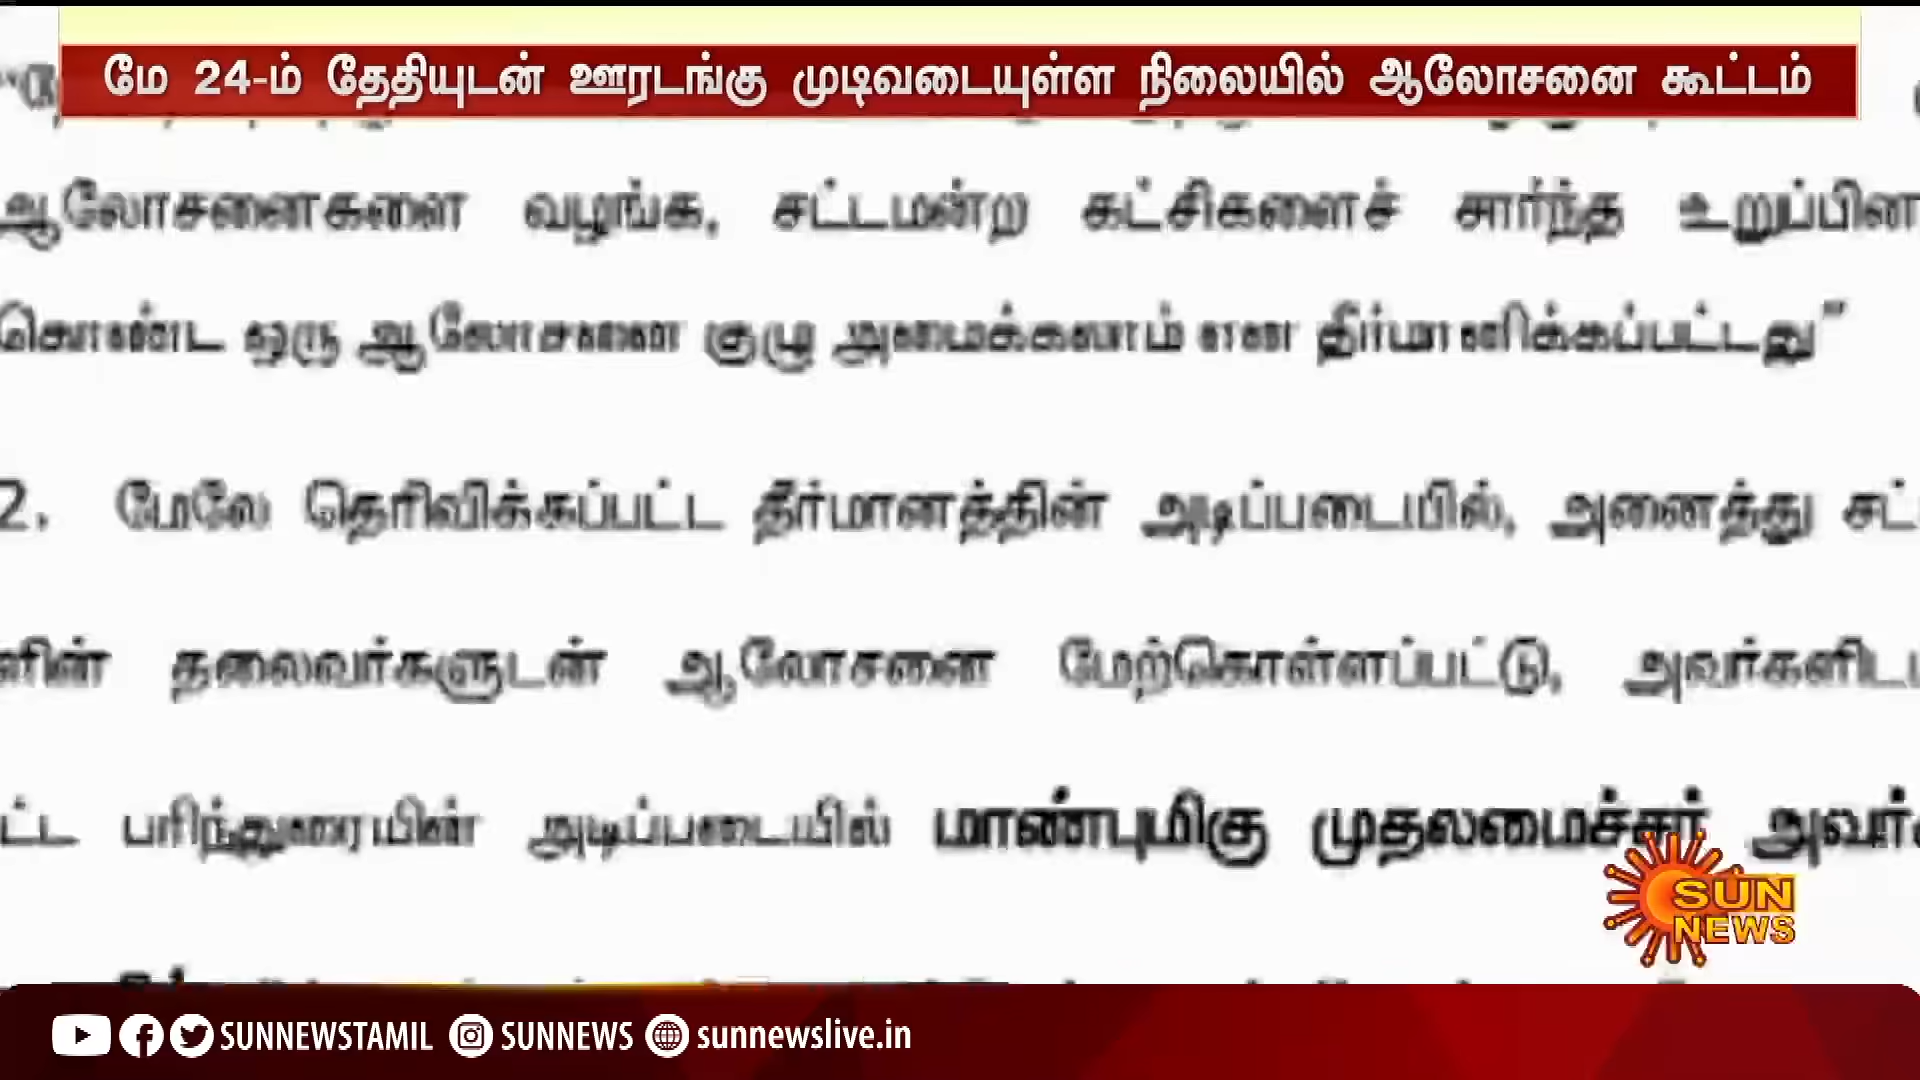 மே 24-ம் தேதியுடன் ஊரடங்கு முடிவடையுள்ள நிலையில் ஆலோசனை கூட்டம்
ஆலோசனைகளை வழங்க, சட்டமன்ற கட்சிகளைச் சார்ந்த
கொண்ட ஒரு ஆலோசனை குழு அமைக்கலாம் என தீர்மானிக்கப்பட்டது”
2. மேலே தெரிவிக்கப்பட்ட தீர்மானத்தின் அடிப்படையில், அனைத்து
தலைவர்களுடன் ஆலோசனை மேற்கொள்ளப்பட்டு,
பரிந்துரையின் அடிப்படையில் மாண்புமிகு முதலமைச்சர்
SUN
NEWS
SUNNEWSTAMIL SUNNEWS sunnewslive.in